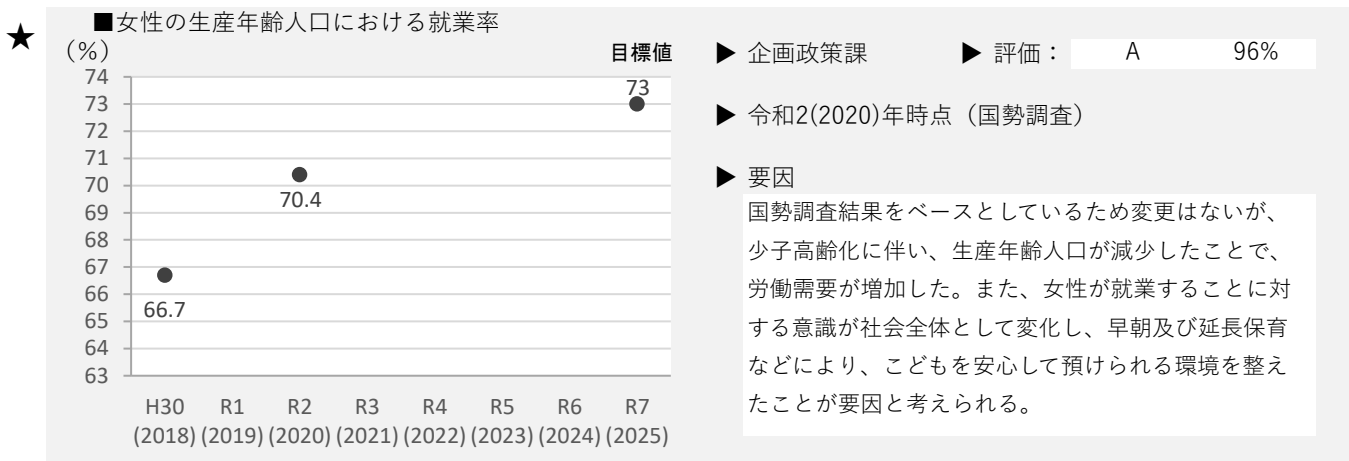 ★
■女性の生産年齢人口における就業率
（%）
目標値
74
73
72
71
70
69
68
67
66
65
64
63
66.7
70.4
73
H30 R1 R2 R3 R4 R5 R6 R7
(2018) (2019) (2020) (2021) (2022) (2023) (2024) (2025)
▶ 企画政策課 ▶ 評価： A 96%
▶ 令和2(2020)年時点（国勢調査）
▶ 要因
国勢調査結果をベースとしているため変更はないが、
少子高齢化に伴い、生産年齢人口が減少したことで、
労働需要が増加した。また、女性が就業することに対
する意識が社会全体として変化し、早朝及び延長保育
などにより、こどもを安心して預けられる環境を整え
たことが要因と考えられる。